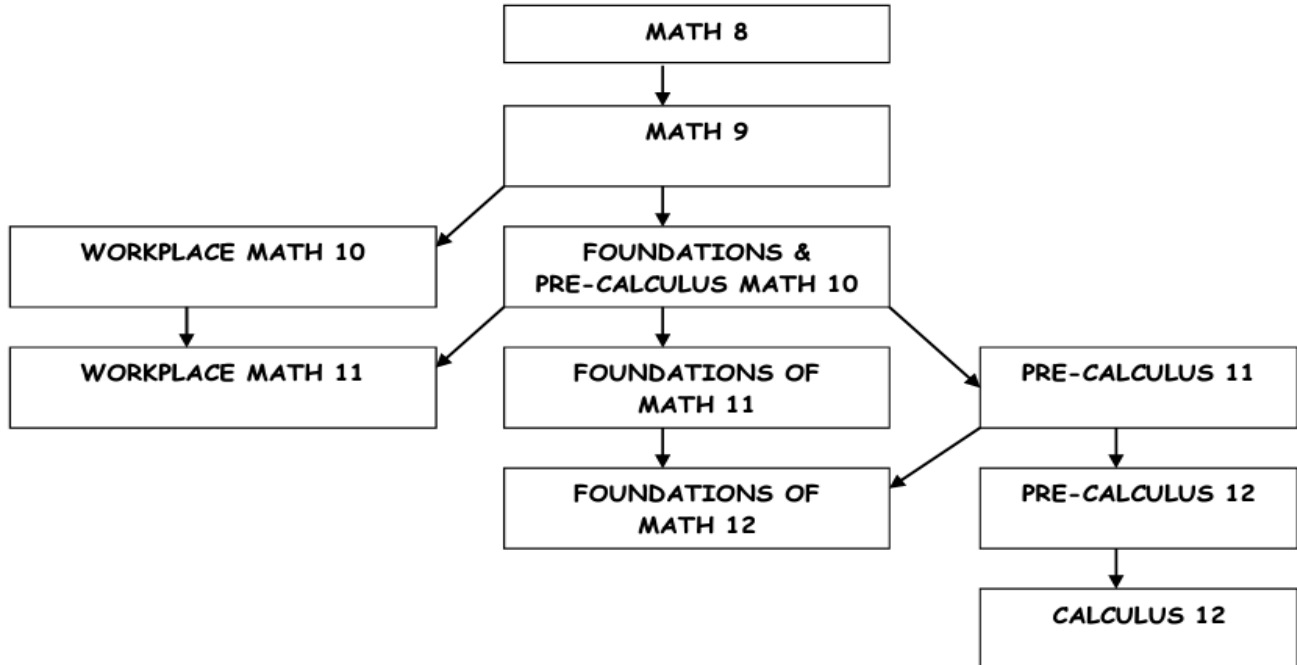 MATH 8
MATH 9
WORKPLACE MATH 10
FOUNDATIONS &
PRE-CALCULUS MATH 10
WORKPLACE MATH 11
FOUNDATIONS OF
MATH 11
PRE-CALCULUS 11
FOUNDATIONS OF
MATH 12
PRE-CALCULUS 12
CALCULUS 12